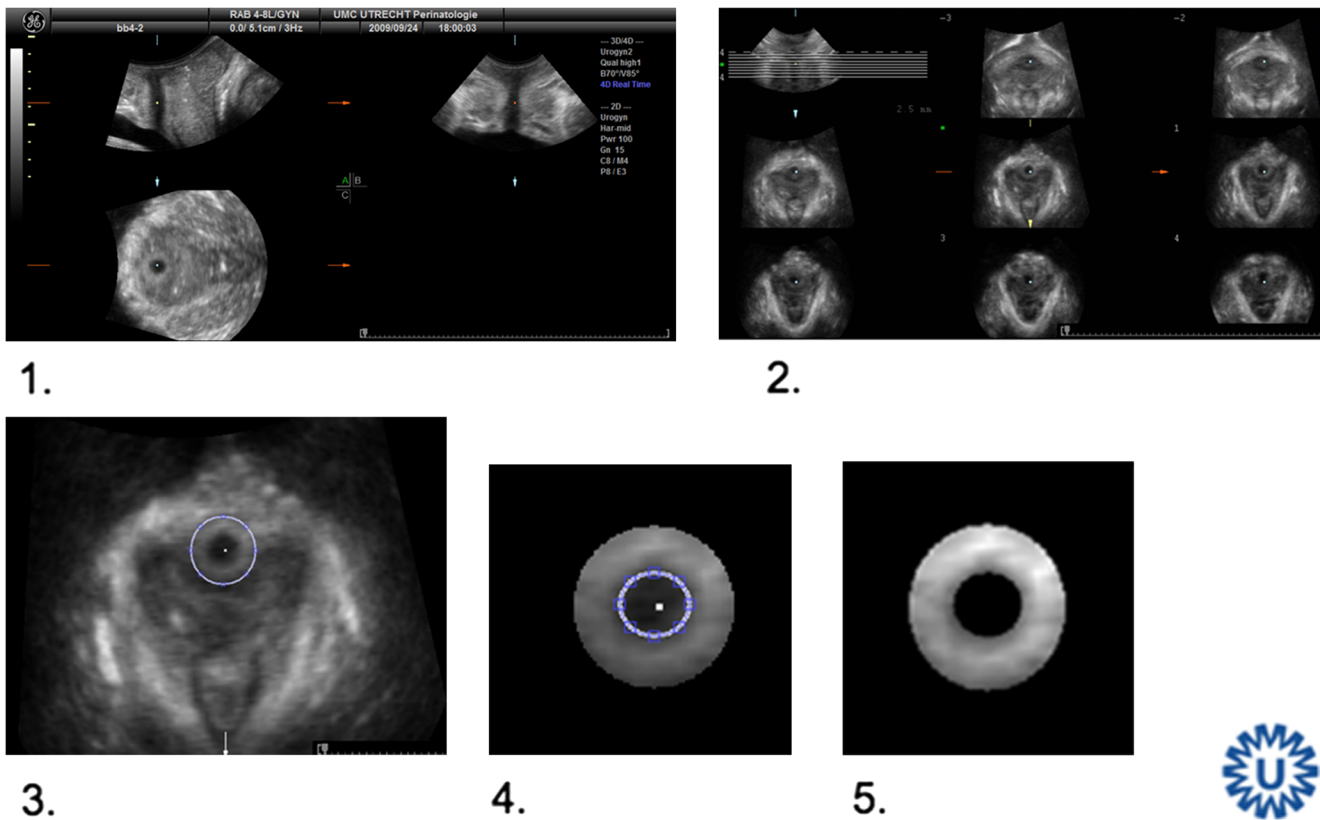 RAB 4-8L/GYN UMC UTRECHT Perinatologie
bb4-2 0.0/ 5.1cm / 3Hz 2009/09/24 18:00:03
--- 3D/4D ---
Urogyn2
Qual high1
B70°/V85°
4D Real Time
--- 2D ---
Urogyn
Har-mid
Pwr 100
Gn 15
C8 / M4
P8 / E3
A B
C
1.
-3 -2
4
4
2.5 mm
1
3 4
2.
3.
4.
5.
U